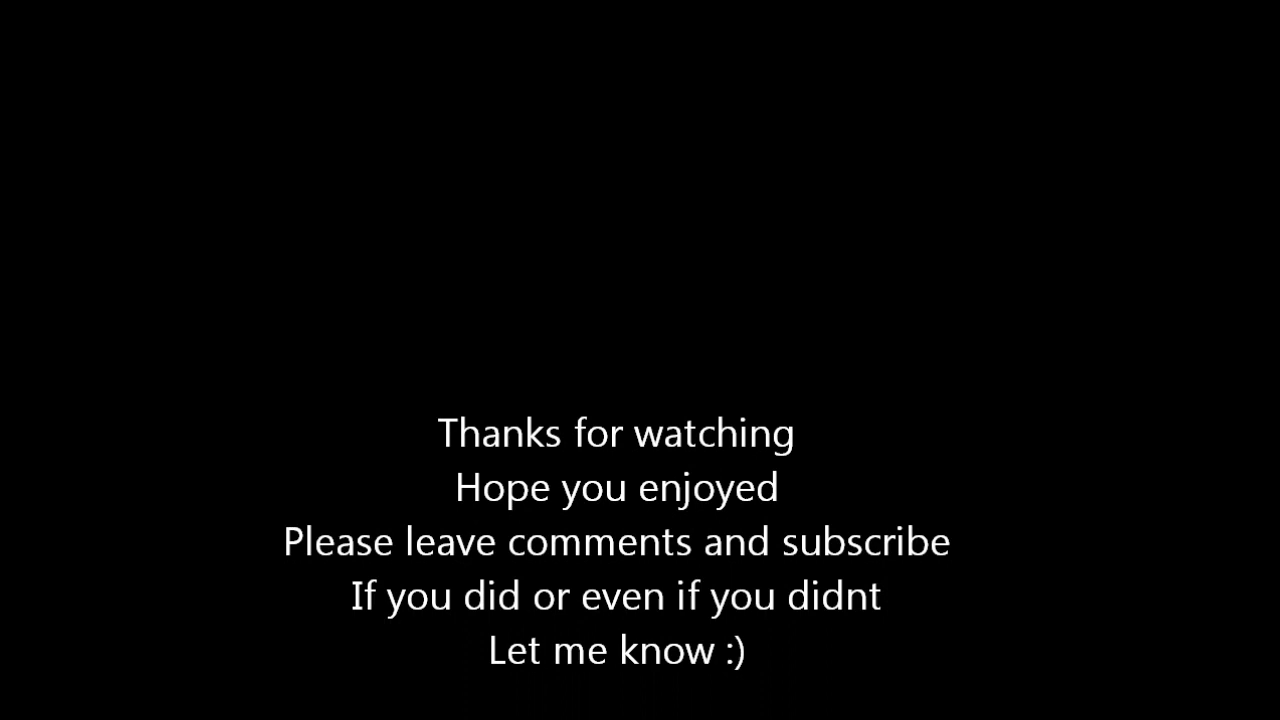 Thanks for watching
Hope you enjoyed
Please leave comments and subscribe
If you did or even if you didnt
Let me know :)